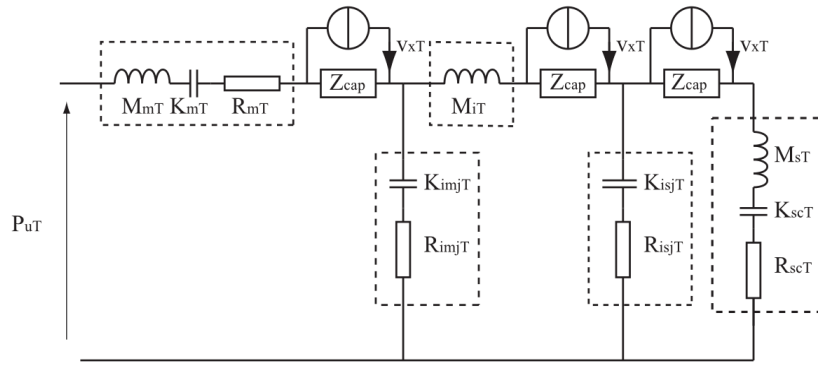 VxT
VxT
VxT
Zcap
Zcap
Zcap
MmT
KmT
RmT
MiT
MsT
KimjT
KisjT
KscT
PuT
RimjT
RisjT
RscT